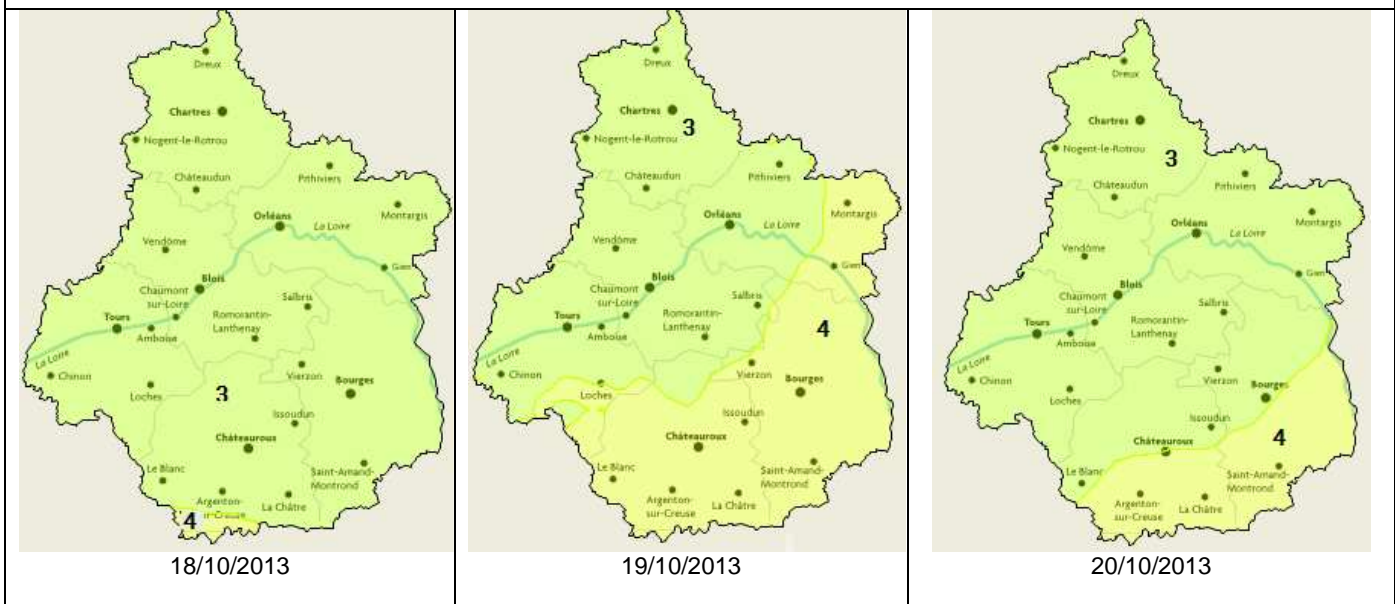 Dreux
Chartres
Nogent-le-Rotrou
Châteaudun
Pithiviers
Orléans
La Loire
Montargis
Vendôme
Blois
Gien
Chaumont
sur-Loire
Salbris
Tours
Amboise
Romorantin-
Lanthenay
La Loire
Chinon
Loches
Vierzon
3
Bourges
Issoudun
Châteauroux
Le Blanc
Saint-Amand-
Montrond
Argenton-
La Châtre
4
18/10/2013
Dreux
Chartres
3
Nogent-le-Rotrou
Châteaudun
Pithiviers
Orléans
La Loire
Montargis
Vendôme
Blois
Gien
Chaumont
sur-Loire
Salbris
Tours
Amboise
Romorantin-
Lanthenay
4
La Loire
Chinon
Loches
Vierzon
Bourges
Issoudun
Châteauroux
Le Blanc
Saint-Amand-
Montrond
Argenton-
sur-Creuse
La Châtre
19/10/2013
Dreux
Chartres
3
Nogent-le-Rotrou
Châteaudun
Pithiviers
Orléans
La Loire
Montargis
Vendôme
Blois
Gien
Chaumont
sur-Loire
Salbris
Tours
Amboise
Romorantin-
Lanthenay
La Loire
Chinon
Loches
Vierzon
Bourges
Issoudun
Châteauroux
4
Le Blanc
Saint-Amand-
Montrond
Argenton-
sur-Creuse
La Châtre
20/10/2013